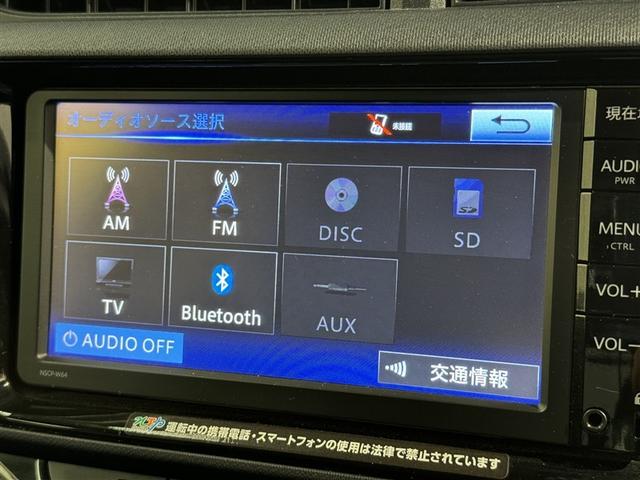 オーディオソース選択
未接続
AM
FM
DISC
SD
TV
Bluetooth
AUX
AUDIO OFF
交通情報
現在
AUDIO
PWR
MENU
CTRL
VOL+
VOL-
NSCP-W64
運転中の携帯電話・スマートフォンの使用は法律で禁止されています